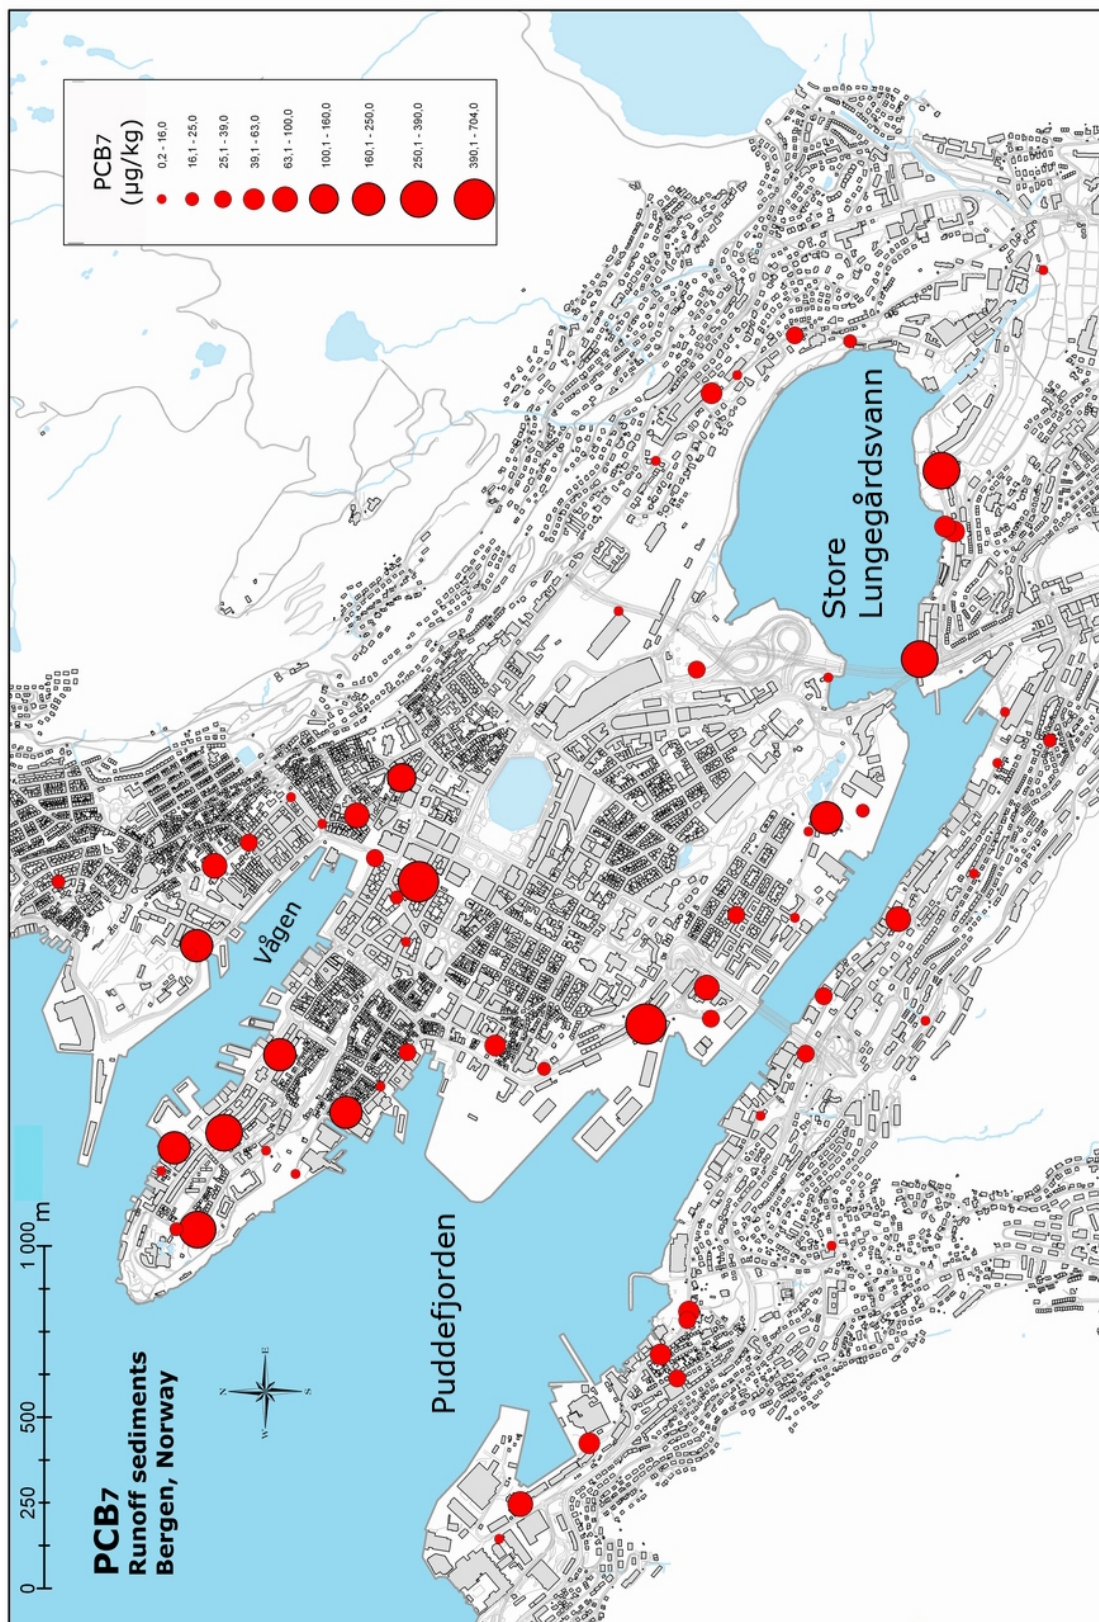 PCB7
Runoff sediments
Bergen, Norway
0
250
500
1 000
m
N
E
S
W
PCB7
(µg/kg)
0,2 - 16,0
16,1 - 25,0
25,1 - 39,0
39,1 - 63,0
63,1 - 100,0
100,1 - 160,0
160,1 - 250,0
250,1 - 390,0
390,1 - 704,0
Vågen
Puddefjorden
Store
Lungegårdsvann